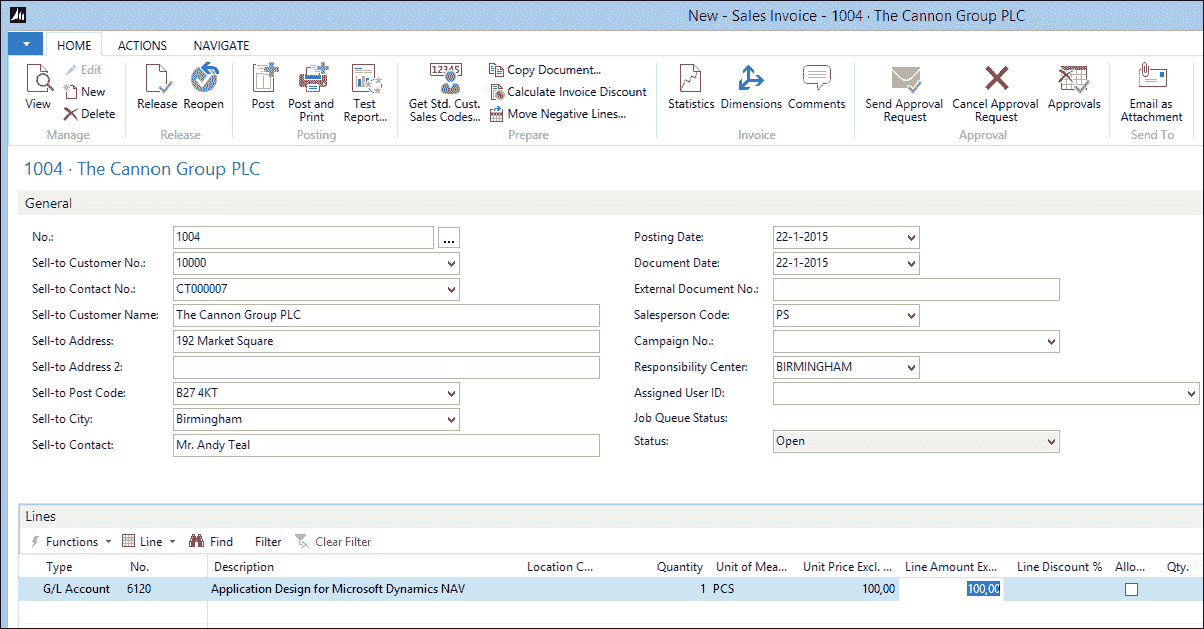 New - Sales Invoice - 1004 · The Cannon Group PLC
HOME ACTIONS NAVIGATE
View
Edit
New
Delete
Manage
Release Reopen
Release
Post
Post and Print
Test Report...
Posting
12345
Get Std. Cust. Sales Codes...
Copy Document...
Calculate Invoice Discount
Move Negative Lines...
Prepare
Statistics Dimensions Comments
Invoice
Send Approval Request
Cancel Approval Request
Approvals
Approval
Email as Attachment
Send To
1004 · The Cannon Group PLC
General
No.: 1004 ...
Sell-to Customer No.: 10000
Sell-to Contact No.: CT000007
Sell-to Customer Name: The Cannon Group PLC
Sell-to Address: 192 Market Square
Sell-to Address 2:
Sell-to Post Code: B27 4KT
Sell-to City: Birmingham
Sell-to Contact: Mr. Andy Teal
Posting Date: 22-1-2015
Document Date: 22-1-2015
External Document No.:
Salesperson Code: PS
Campaign No.:
Responsibility Center: BIRMINGHAM
Assigned User ID:
Job Queue Status:
Status: Open
Lines
Functions Line Find Filter Clear Filter
Type No. Description Location C... Quantity Unit of Mea... Unit Price Excl. ... Line Amount Ex... Line Discount % Allo... Qty.
G/L Account 6120 Application Design for Microsoft Dynamics NAV 1 PCS 100,00 100,00